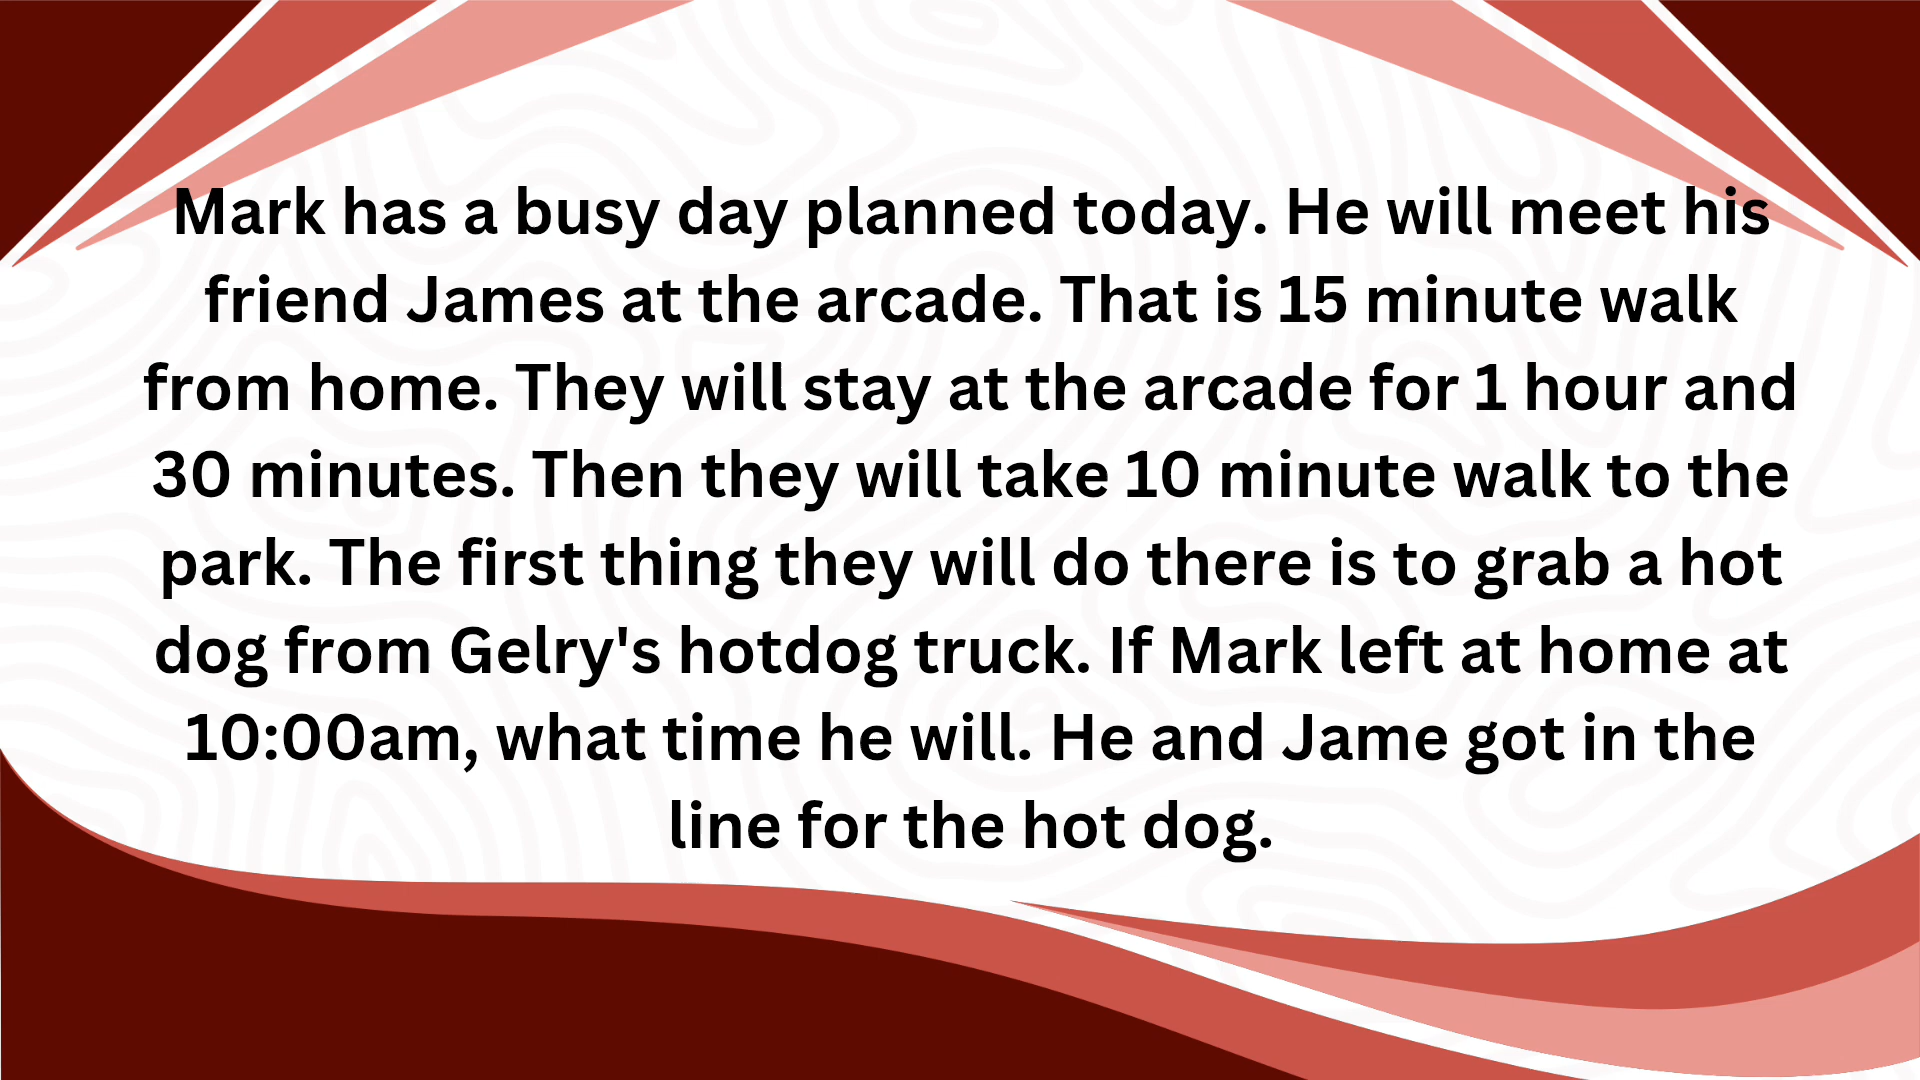 Mark has a busy day planned today. He will meet his
friend James at the arcade. That is 15 minute walk
from home. They will stay at the arcade for 1 hour and
30 minutes. Then they will take 10 minute walk to the
park. The first thing they will do there is to grab a hot
dog from Gelry's hotdog truck. If Mark left at home at
10:00am, what time he will. He and Jame got in the
line for the hot dog.